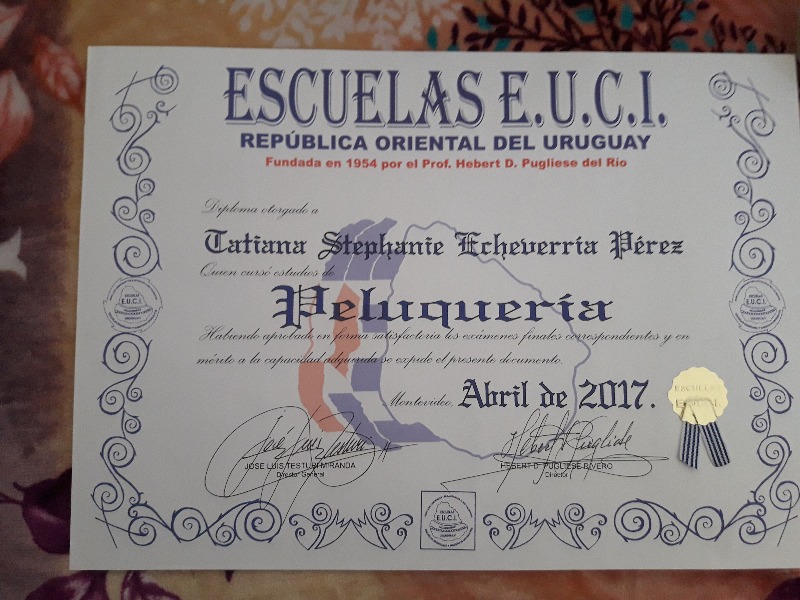 ESCUELAS E.U.C.I.
REPÚBLICA ORIENTAL DEL URUGUAY
Fundada en 1954 por el Prof. Hebert D. Pugliese del Río
Diploma otorgado a
Tatiana Stephanie Echeverría Pérez
Quien cursó estudios de
Peluquería
Habiendo aprobado en forma satisfactoria los exámenes finales correspondientes y en
mérito a la capacidad adquirida se expide el presente documento.
Montevideo, Abril de 2017.
JOSE LUIS TESTURI MIRANDA
Director General
HEBERT D. PUGLIESE RIVERO
Director
ESCUELAS
E.U.C.I.
ESCUELAS
E.U.C.I.
ESCUELAS
ESCUELAS
E.U.C.I.